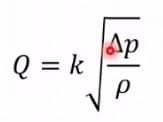 Q = k √(Δp/ρ)